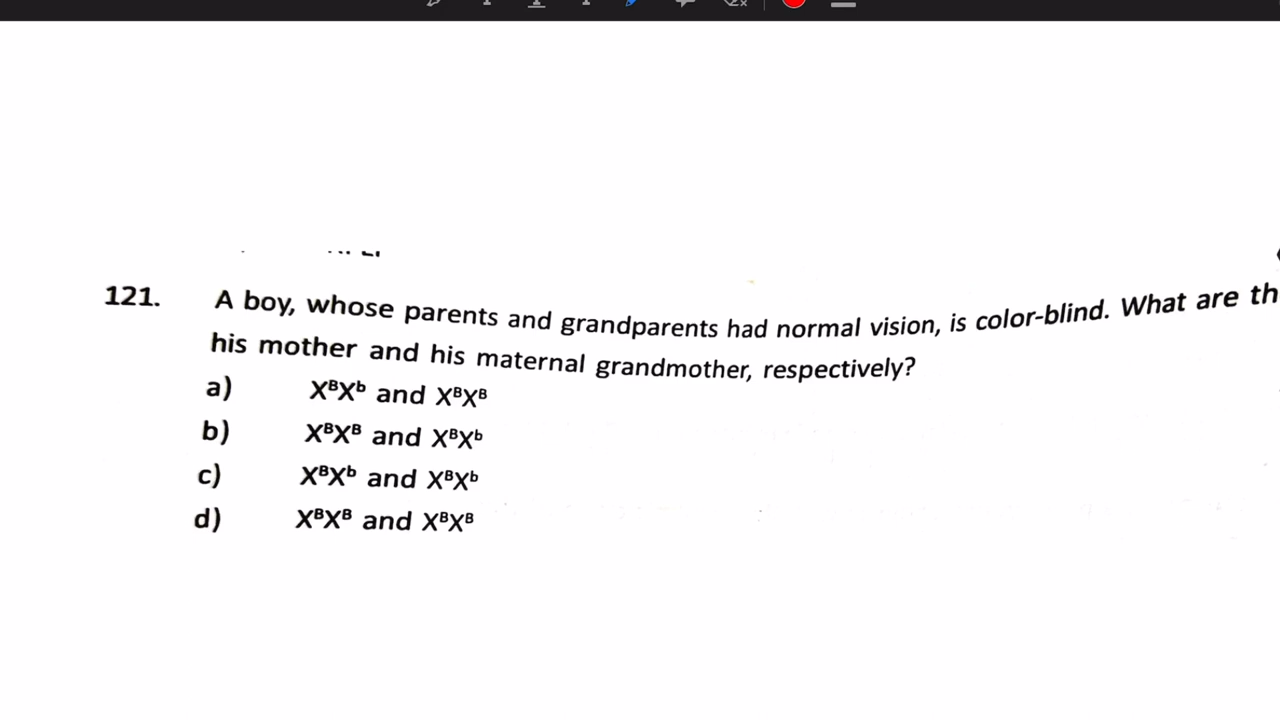 121. A boy, whose parents and grandparents had normal vision, is color-blind. What are
his mother and his maternal grandmother, respectively?
a) XᴮXᵇ and XᴮXᴮ
b) XᴮXᴮ and XᴮXᵇ
c) XᴮXᵇ and XᴮXᵇ
d) XᴮXᴮ and XᴮXᴮ